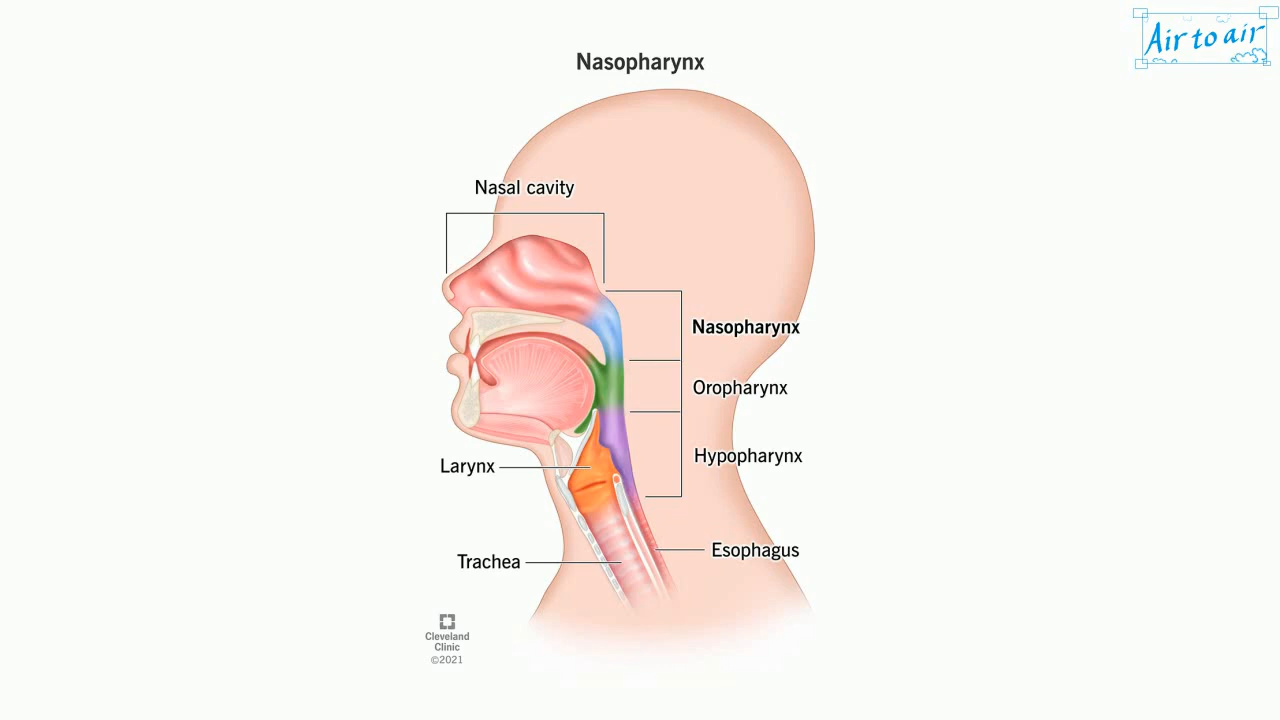 Air to air
Nasopharynx
Nasal cavity
Nasopharynx
Oropharynx
Hypopharynx
Larynx
Esophagus
Trachea
Cleveland
Clinic
©2021